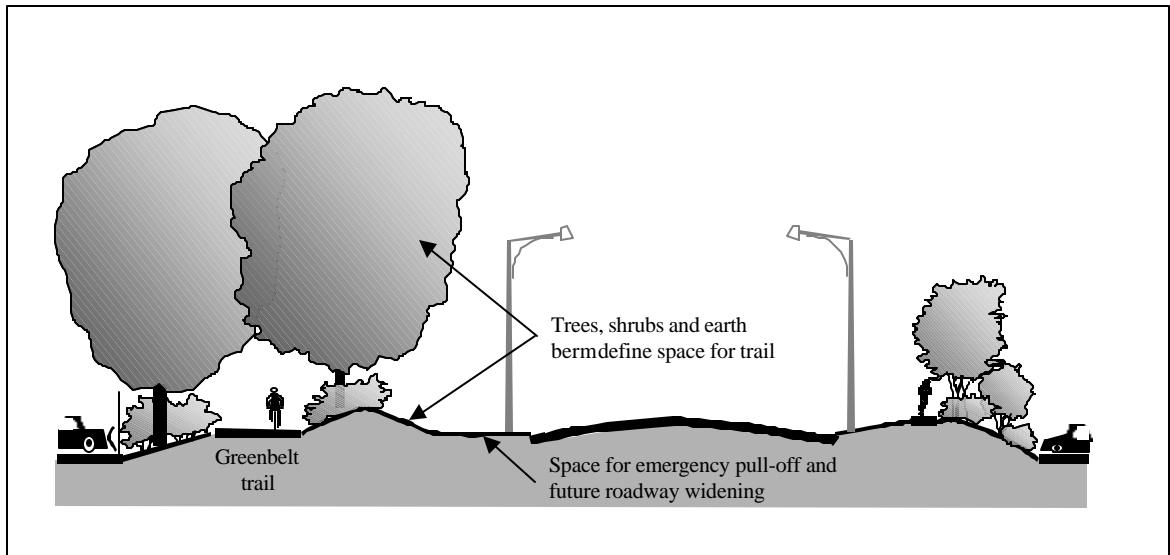 Trees, shrubs and earth
bermdefine space for trail
Greenbelt
trail
Space for emergency pull-off and
future roadway widening